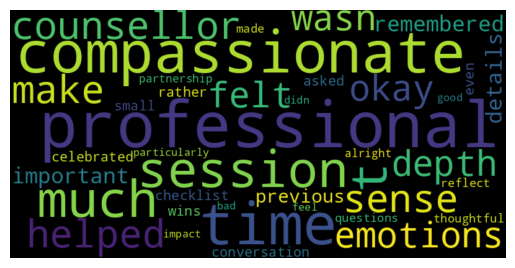 counsellor wasn made remembered
compassionate
make partnership felt asked okay didn good even details
small rather
professional
celebrated particularly session t alright depth
important checklist previous sense reflect
much wins bad time feel questions thoughtful
helped impact conversation emotions